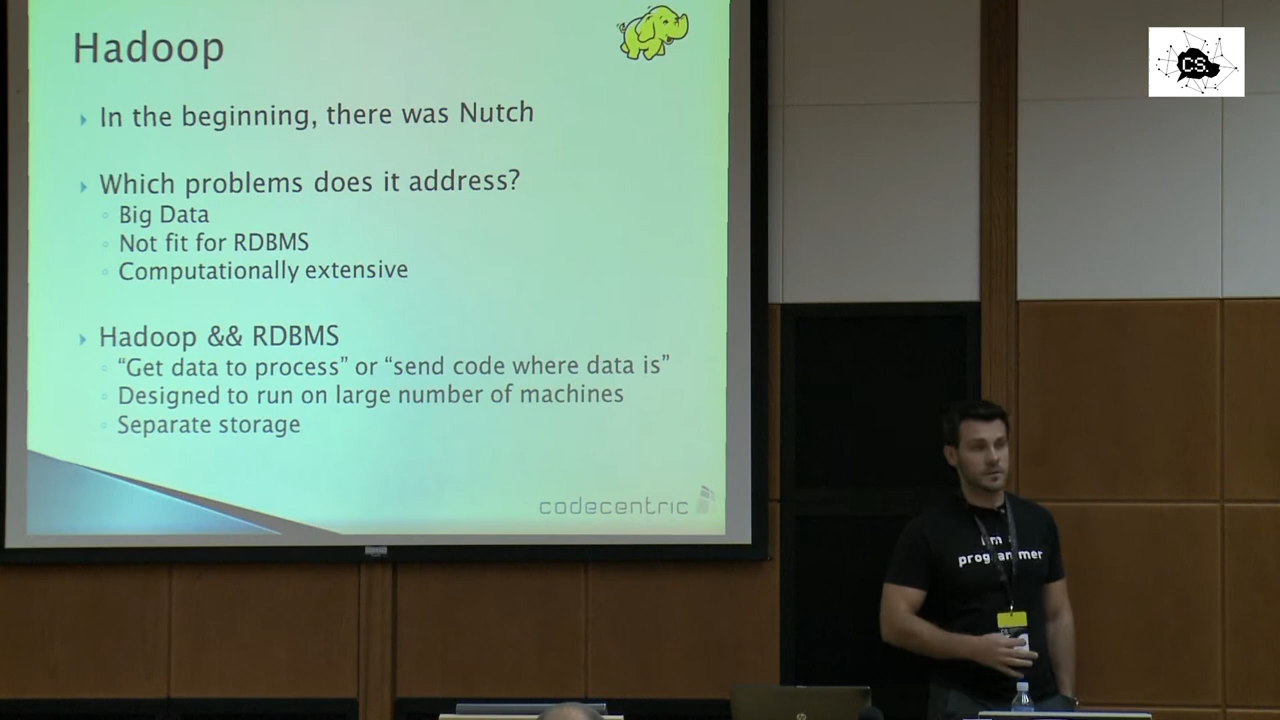 Hadoop
In the beginning, there was Nutch
Which problems does it address?
Big Data
Not fit for RDBMS
Computationally extensive
Hadoop && RDBMS
“Get data to process” or “send code where data is”
Designed to run on large number of machines
Separate storage
codecentric
CS.
programmer